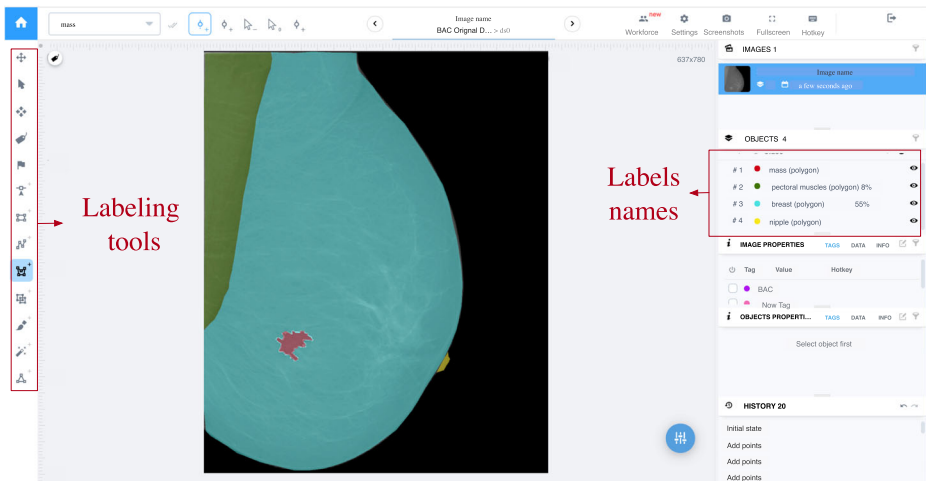 mass
Image name
BAC Orignal D... > ds0
new
Workforce
Settings
Screenshots
Fullscreen
Hotkey
637x780
IMAGES 1
Image name
a few seconds ago
OBJECTS 4
# 1 mass (polygon)
# 2 pectoral muscles (polygon) 8%
# 3 breast (polygon) 55%
# 4 nipple (polygon)
Labeling
tools
Labels
names
IMAGE PROPERTIES TAGS DATA INFO
Tag Value Hotkey
BAC
Now Tag
OBJECTS PROPERTI... TAGS DATA INFO
Select object first
HISTORY 20
Initial state
Add points
Add points
Add points